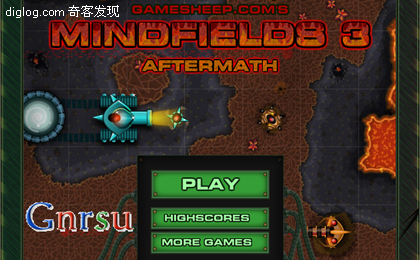 diglog.com 奇客发现
GAMESHEEP.COM'S
MINDFIELDS 3
AFTERMATH
PLAY
Gnrsu
HIGHSCORES
MORE GAMES